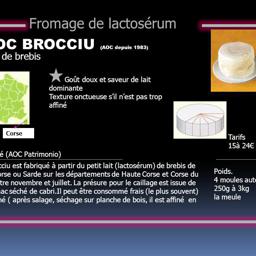 Fromage de lactosérum
OC BROCCIU (AOC depuis 1983)
de brebis
Goût doux et saveur de lait
dominante
Texture onctueuse s'il n'est pas trop
affiné
Corse
Tarifs
15à 24€
é (AOC Patrimonio)
cciu est fabriqué à partir du petit lait (lactosérum) de brebis de
orse ou Sarde sur les départements de Haute Corse et Corse du
tre novembre et juillet. La présure pour le caillage est issue de
ac séché de cabri.Il peut être consommé frais (le plus souvent)
né ( après salage, séchage sur planche de bois, il est affiné en
Poids.
4 moules auto
250g à 3kg
la meule